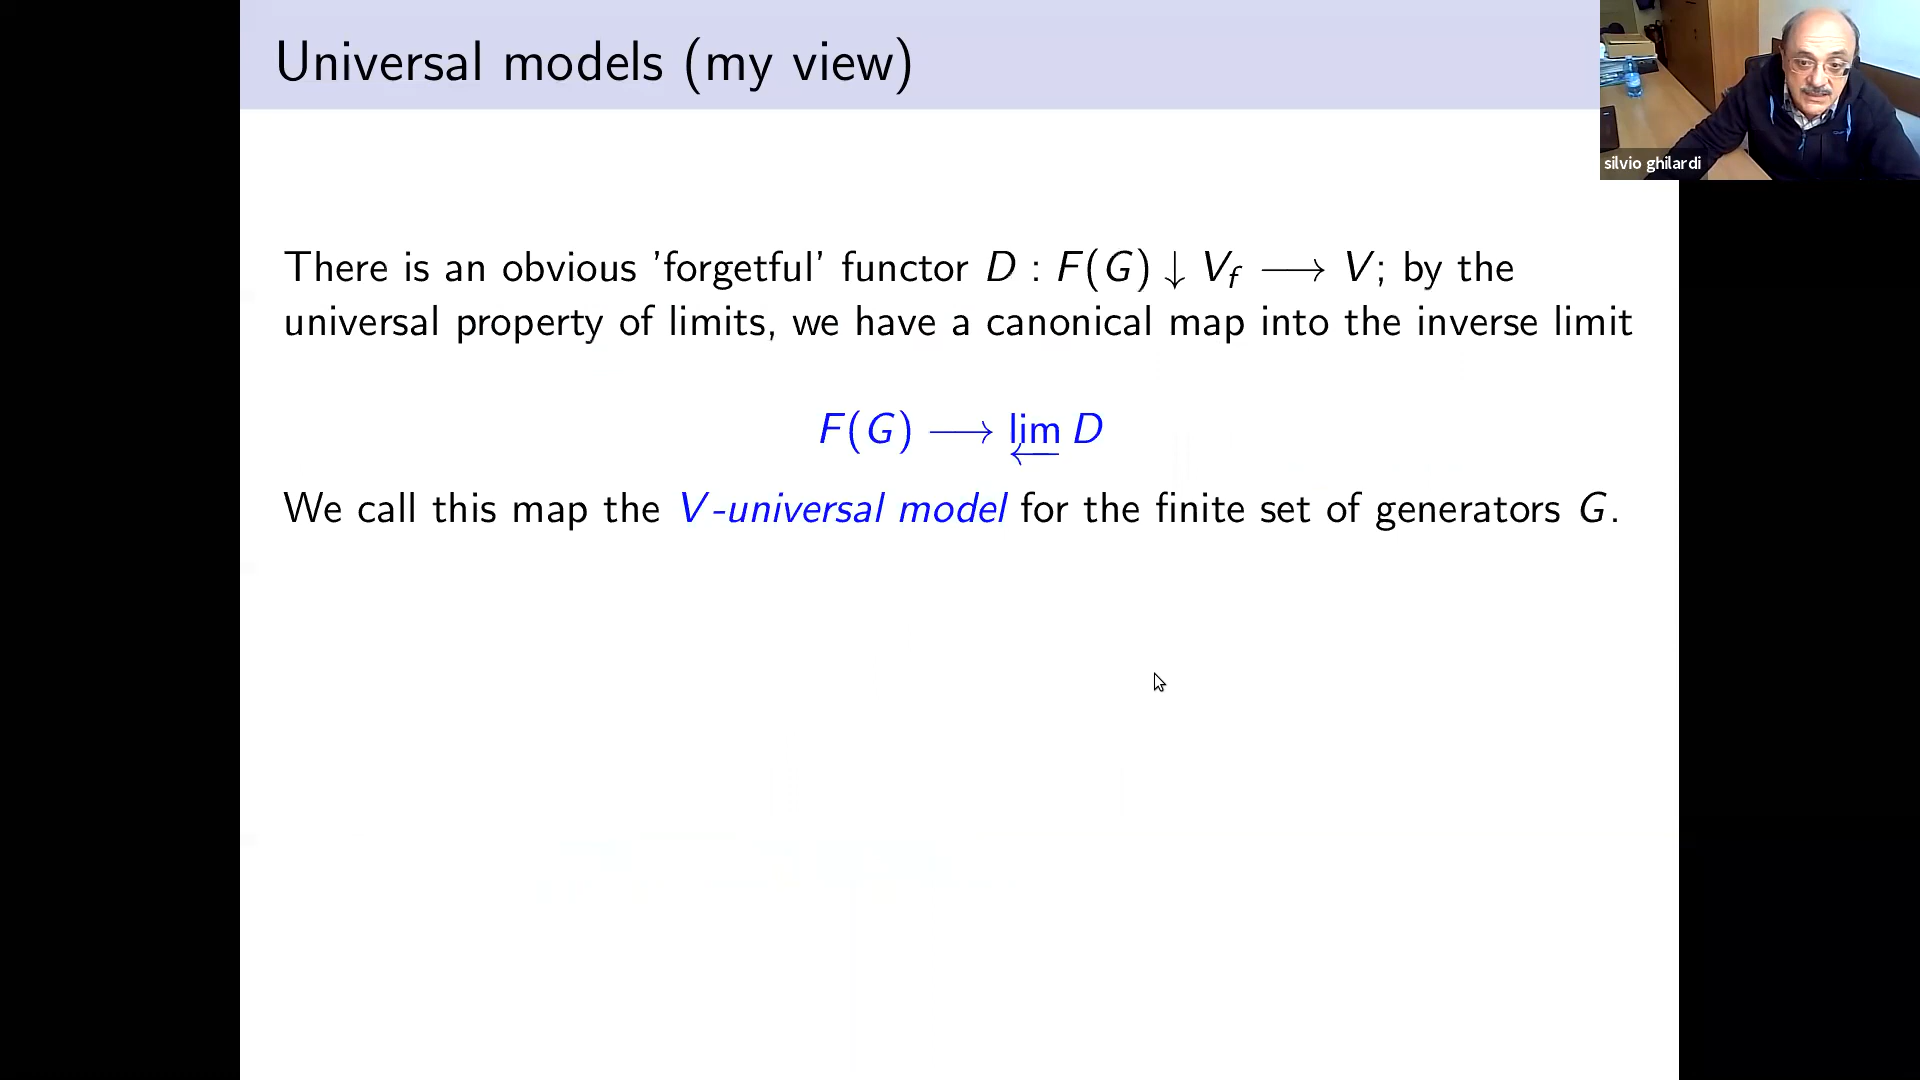 Universal models (my view)
silvio ghilardi
There is an obvious 'forgetful' functor D : F(G) ↓ V_f ⟶ V; by the
universal property of limits, we have a canonical map into the inverse limit
F(G) ⟶ lim⟵ D
We call this map the V-universal model for the finite set of generators G.